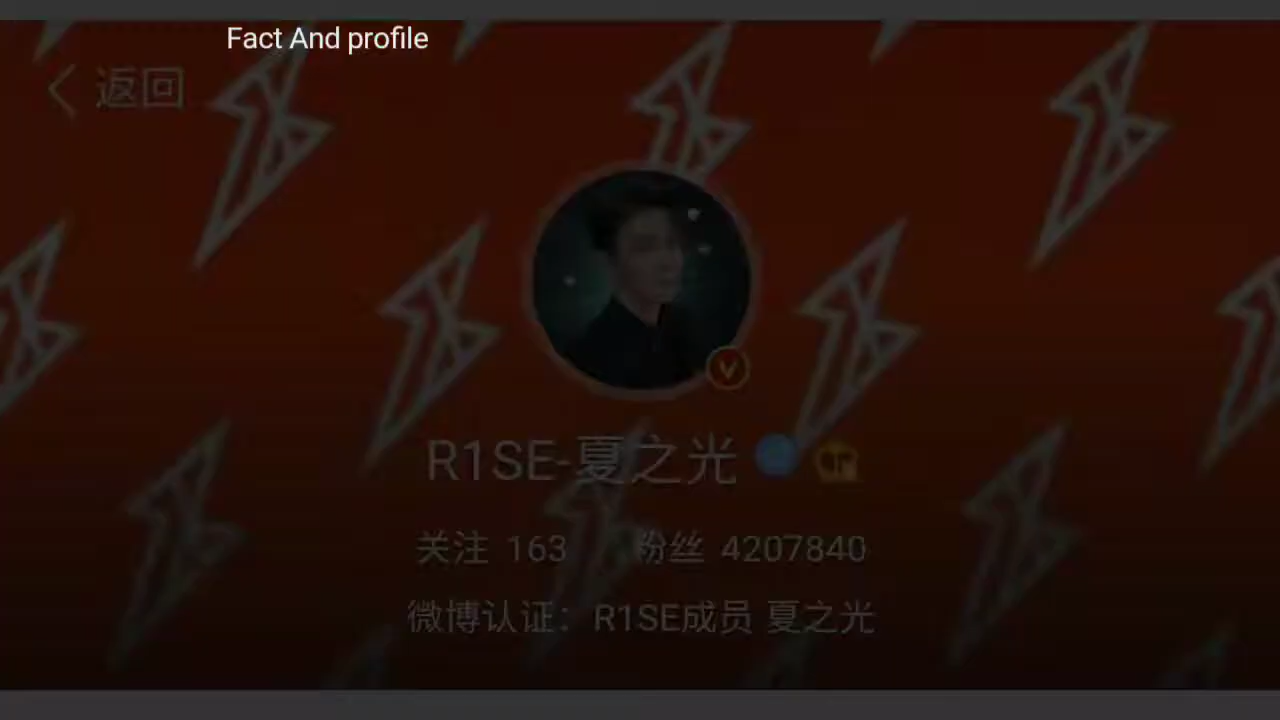 Fact And profile
返回
R1SE-夏之光
关注 163 粉丝 4207840
微博认证：R1SE成员 夏之光